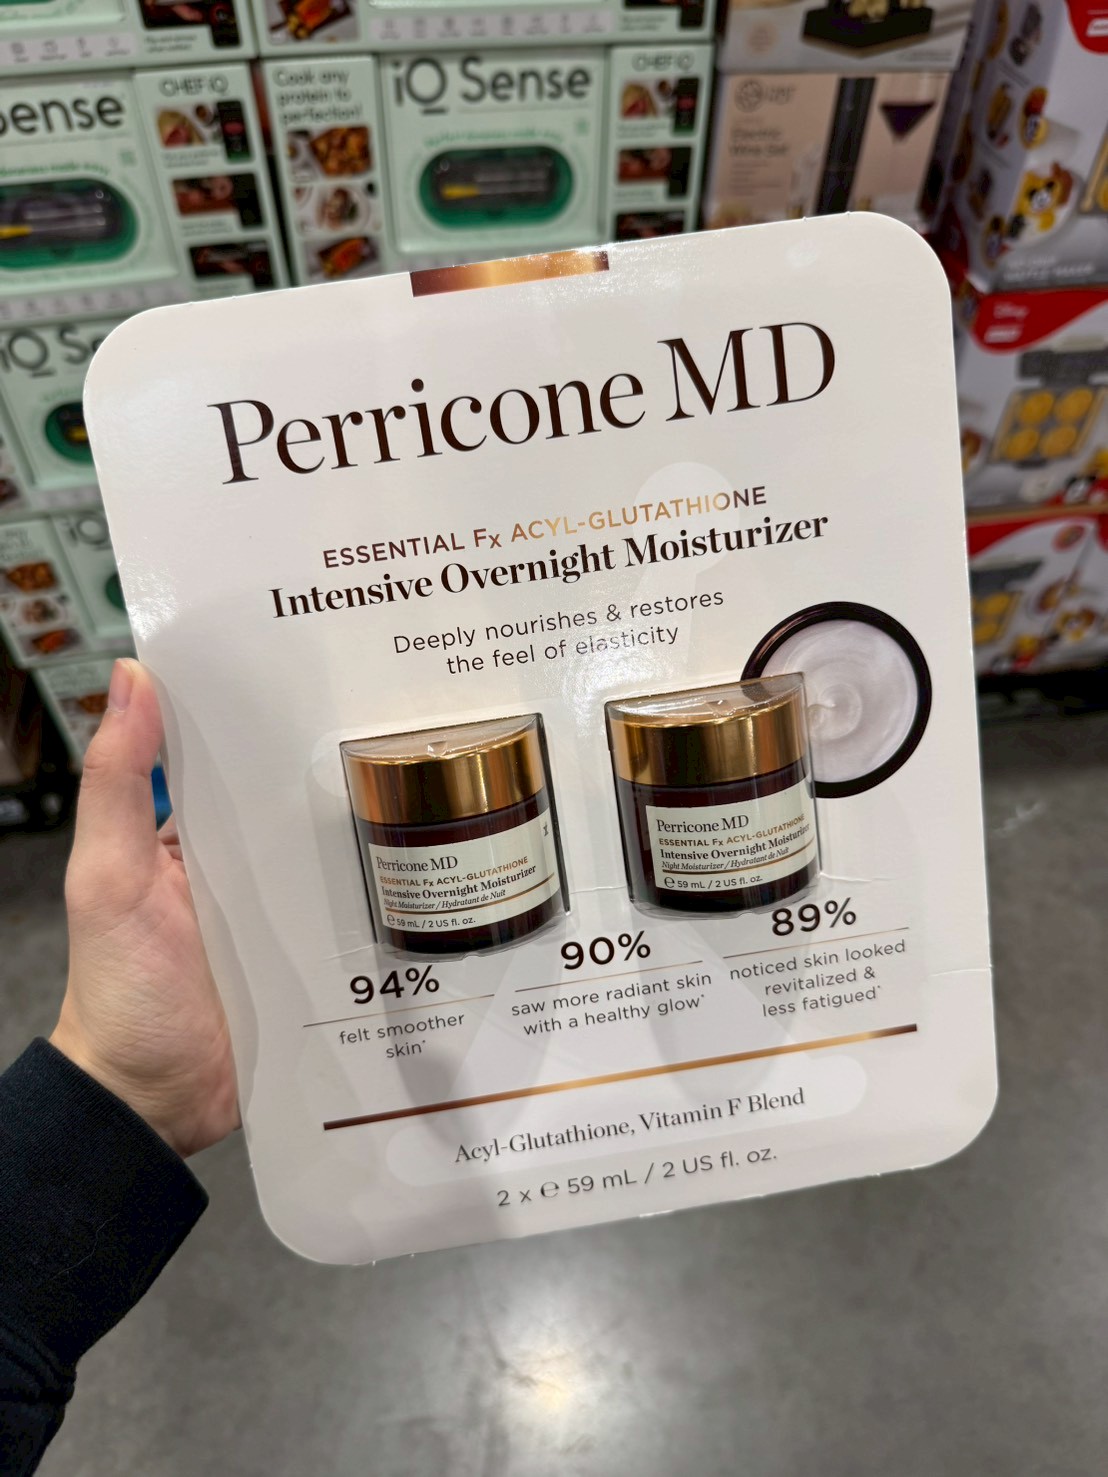 Sense
CHEF iQ
Cook any
protein to
perfection!
iQ Sense
CHEF iQ
iQ Se
Perricone MD
ESSENTIAL Fx ACYL-GLUTATHIONE
Intensive Overnight Moisturizer
Deeply nourishes & restores
the feel of elasticity
Perricone MD
ESSENTIAL Fx ACYL-GLUTATHIONE
Intensive Overnight Moisturizer
Night Moisturizer / Hydratant de Nuit
℮ 59 mL / 2 US fl. oz.
Perricone MD
ESSENTIAL Fx ACYL-GLUTATHIONE
Intensive Overnight Moisturizer
Night Moisturizer / Hydratant de Nuit
℮ 59 mL / 2 US fl. oz.
94%
felt smoother
skin*
90%
saw more radiant skin
with a healthy glow*
89%
noticed skin looked
revitalized &
less fatigued*
Acyl-Glutathione, Vitamin F Blend
2 x ℮ 59 mL / 2 US fl. oz.